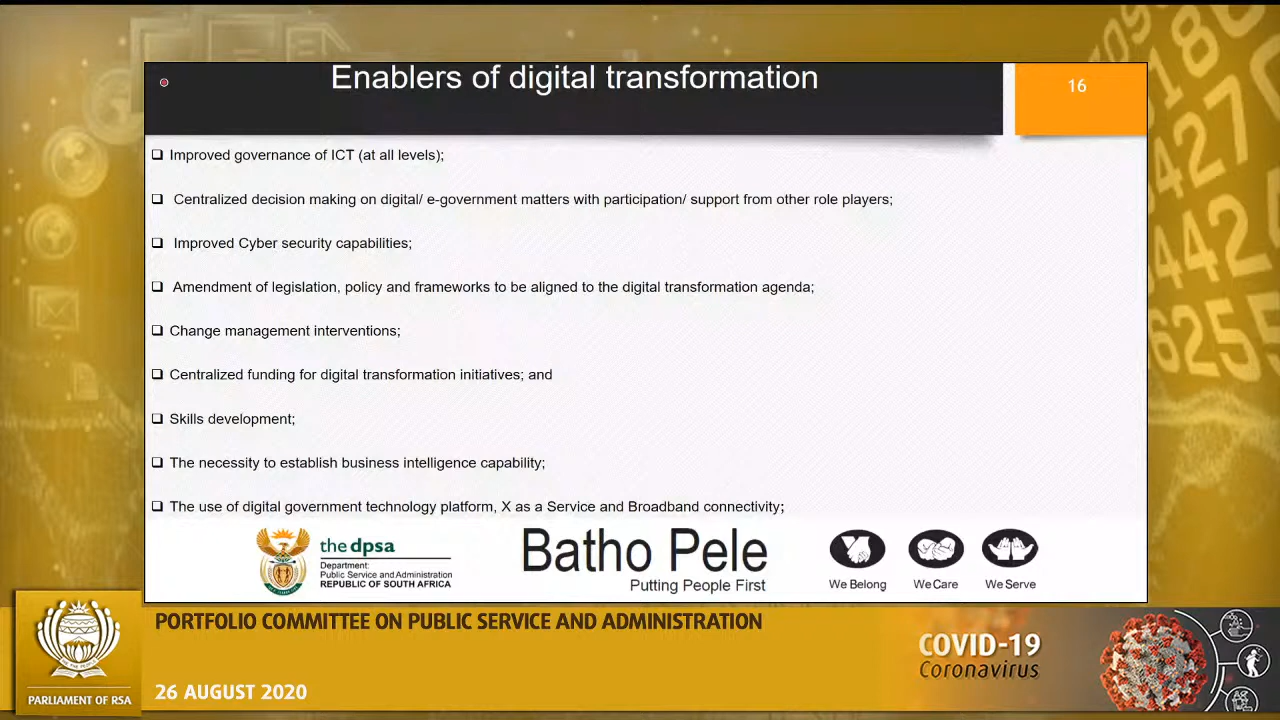 Enablers of digital transformation
16
Improved governance of ICT (at all levels);
Centralized decision making on digital/ e-government matters with participation/ support from other role players;
Improved Cyber security capabilities;
Amendment of legislation, policy and frameworks to be aligned to the digital transformation agenda;
Change management interventions;
Centralized funding for digital transformation initiatives; and
Skills development;
The necessity to establish business intelligence capability;
The use of digital government technology platform, X as a Service and Broadband connectivity;
the dpsa
Department:
Public Service and Administration
REPUBLIC OF SOUTH AFRICA
Batho Pele
Putting People First
We Belong
We Care
We Serve
PORTFOLIO COMMITTEE ON PUBLIC SERVICE AND ADMINISTRATION
26 AUGUST 2020
PARLIAMENT OF RSA
COVID-19
Coronavirus